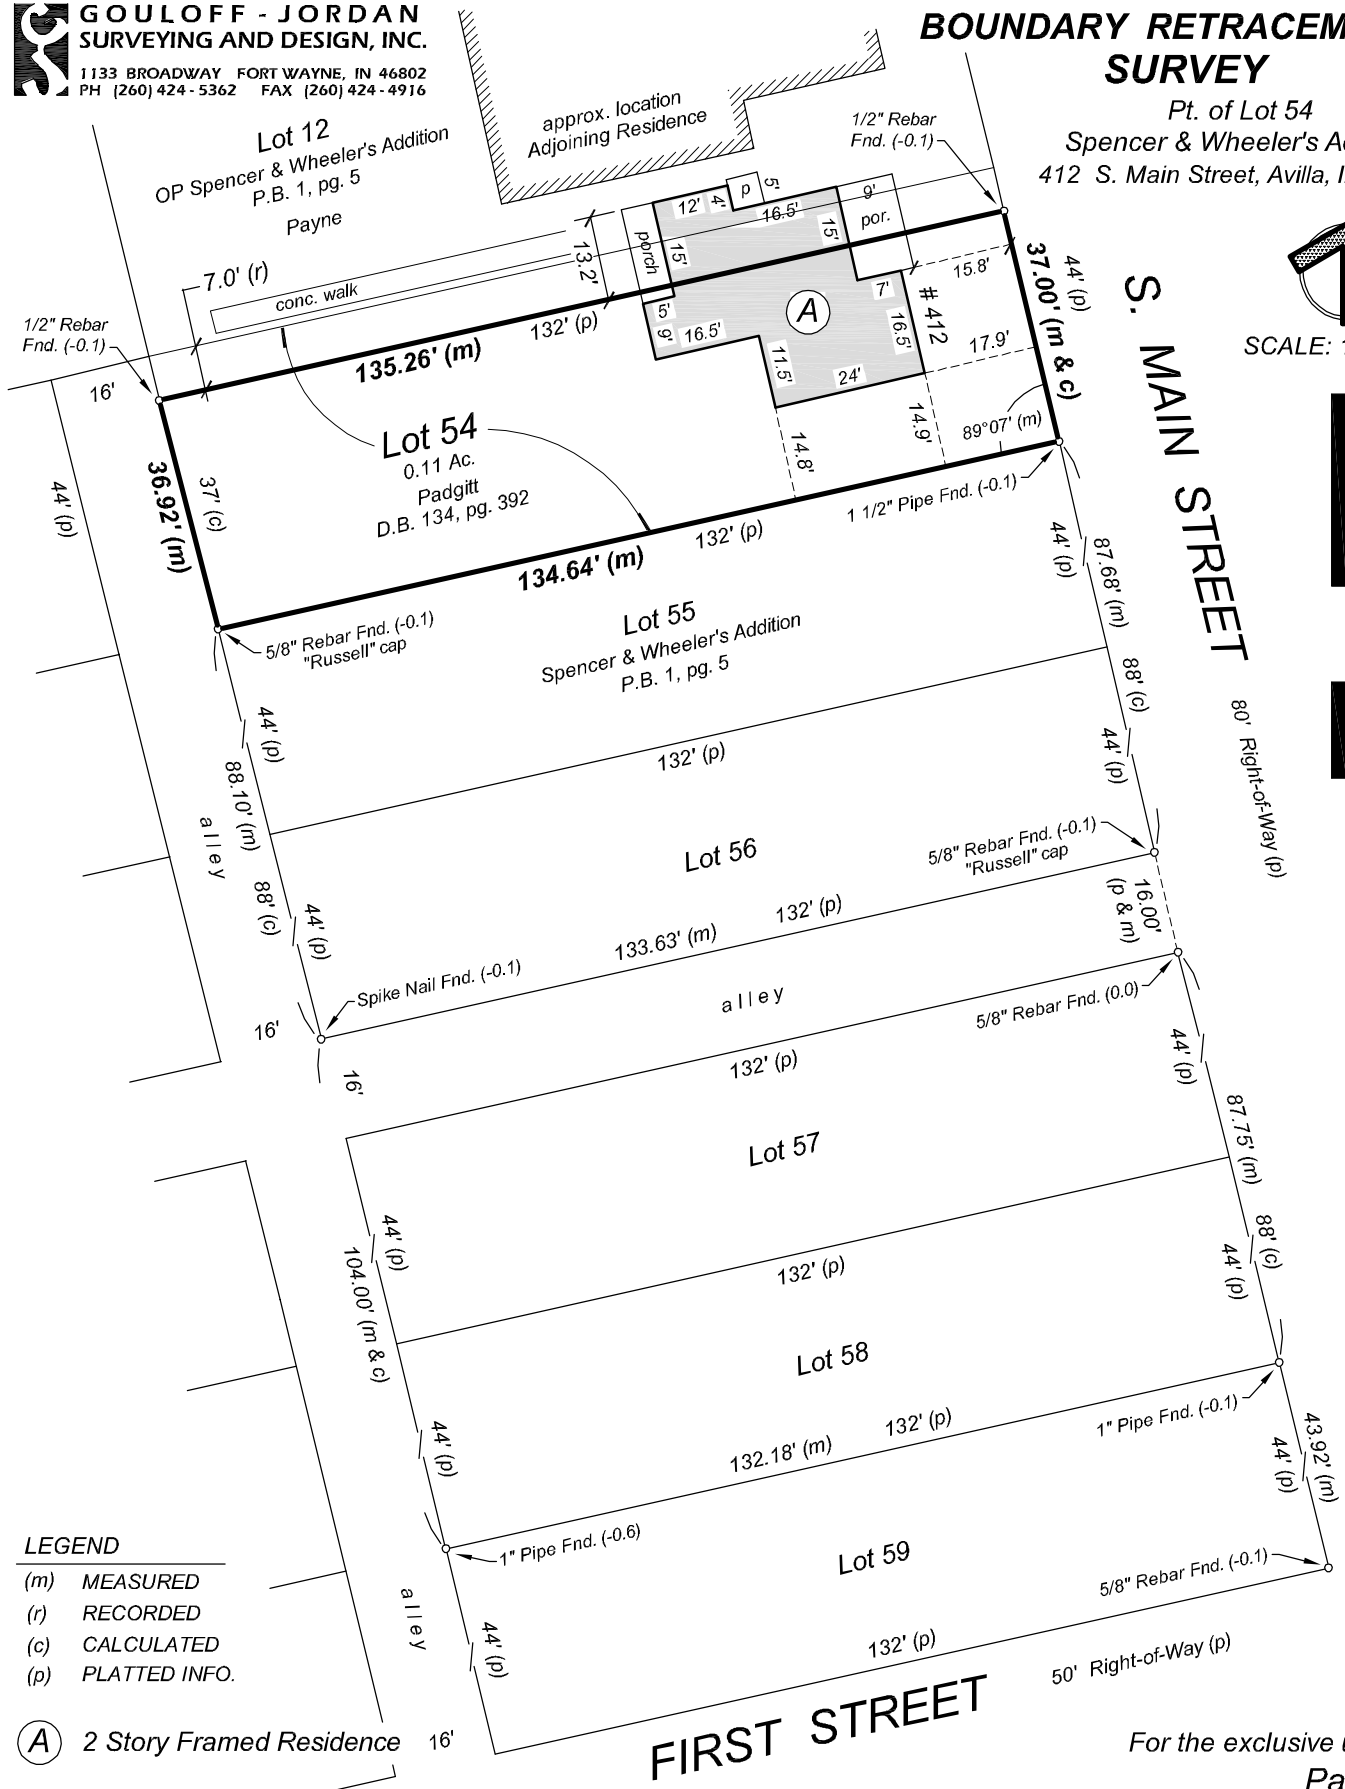 GOULOFF - JORDAN
SURVEYING AND DESIGN, INC.
1133 BROADWAY FORT WAYNE, IN 46802
PH (260) 424 - 5362 FAX (260) 424 - 4916
BOUNDARY RETRACEM
SURVEY
Pt. of Lot 54
Spencer & Wheeler's A
412 S. Main Street, Avilla, I
SCALE: 1
Lot 12
OP Spencer & Wheeler's Addition
P.B. 1, pg. 5
Payne
approx. location
Adjoining Residence
1/2" Rebar
Fnd. (-0.1)
7.0' (r)
conc. walk
13.2'
porch
15'
12'
4'
p
5'
16.5'
15'
9'
por.
15.8'
37.00' (m & c)
44' (p)
1/2" Rebar
Fnd. (-0.1)
16'
135.26' (m)
132' (p)
5'
9'
16.5'
A
7'
16.5'
# 412
17.9'
11.5'
24'
14.8'
14.9'
89°07' (m)
44' (p)
36.92' (m)
37' (c)
Lot 54
0.11 Ac.
Padgitt
D.B. 134, pg. 392
1 1/2" Pipe Fnd. (-0.1)
132' (p)
134.64' (m)
S. MAIN STREET
80' Right-of-Way (p)
5/8" Rebar Fnd. (-0.1)
"Russell" cap
Lot 55
Spencer & Wheeler's Addition
P.B. 1, pg. 5
44' (p)
87.68' (m)
88' (c)
44' (p)
44' (p)
88.10' (m)
88' (c)
44' (p)
alley
132' (p)
Lot 56
5/8" Rebar Fnd. (-0.1)
"Russell" cap
132' (p)
133.63' (m)
16.00'
(p & m)
Spike Nail Fnd. (-0.1)
16'
16'
alley
5/8" Rebar Fnd. (0.0)
132' (p)
44' (p)
87.75' (m)
88' (c)
44' (p)
Lot 57
44' (p)
104.00' (m & c)
44' (p)
132' (p)
Lot 58
132' (p)
132.18' (m)
1" Pipe Fnd. (-0.1)
43.92' (m)
44' (p)
1" Pipe Fnd. (-0.6)
Lot 59
5/8" Rebar Fnd. (-0.1)
alley
44' (p)
132' (p)
50' Right-of-Way (p)
FIRST STREET
LEGEND
(m) MEASURED
(r) RECORDED
(c) CALCULATED
(p) PLATTED INFO.
A 2 Story Framed Residence
16'
For the exclusive u
Pa